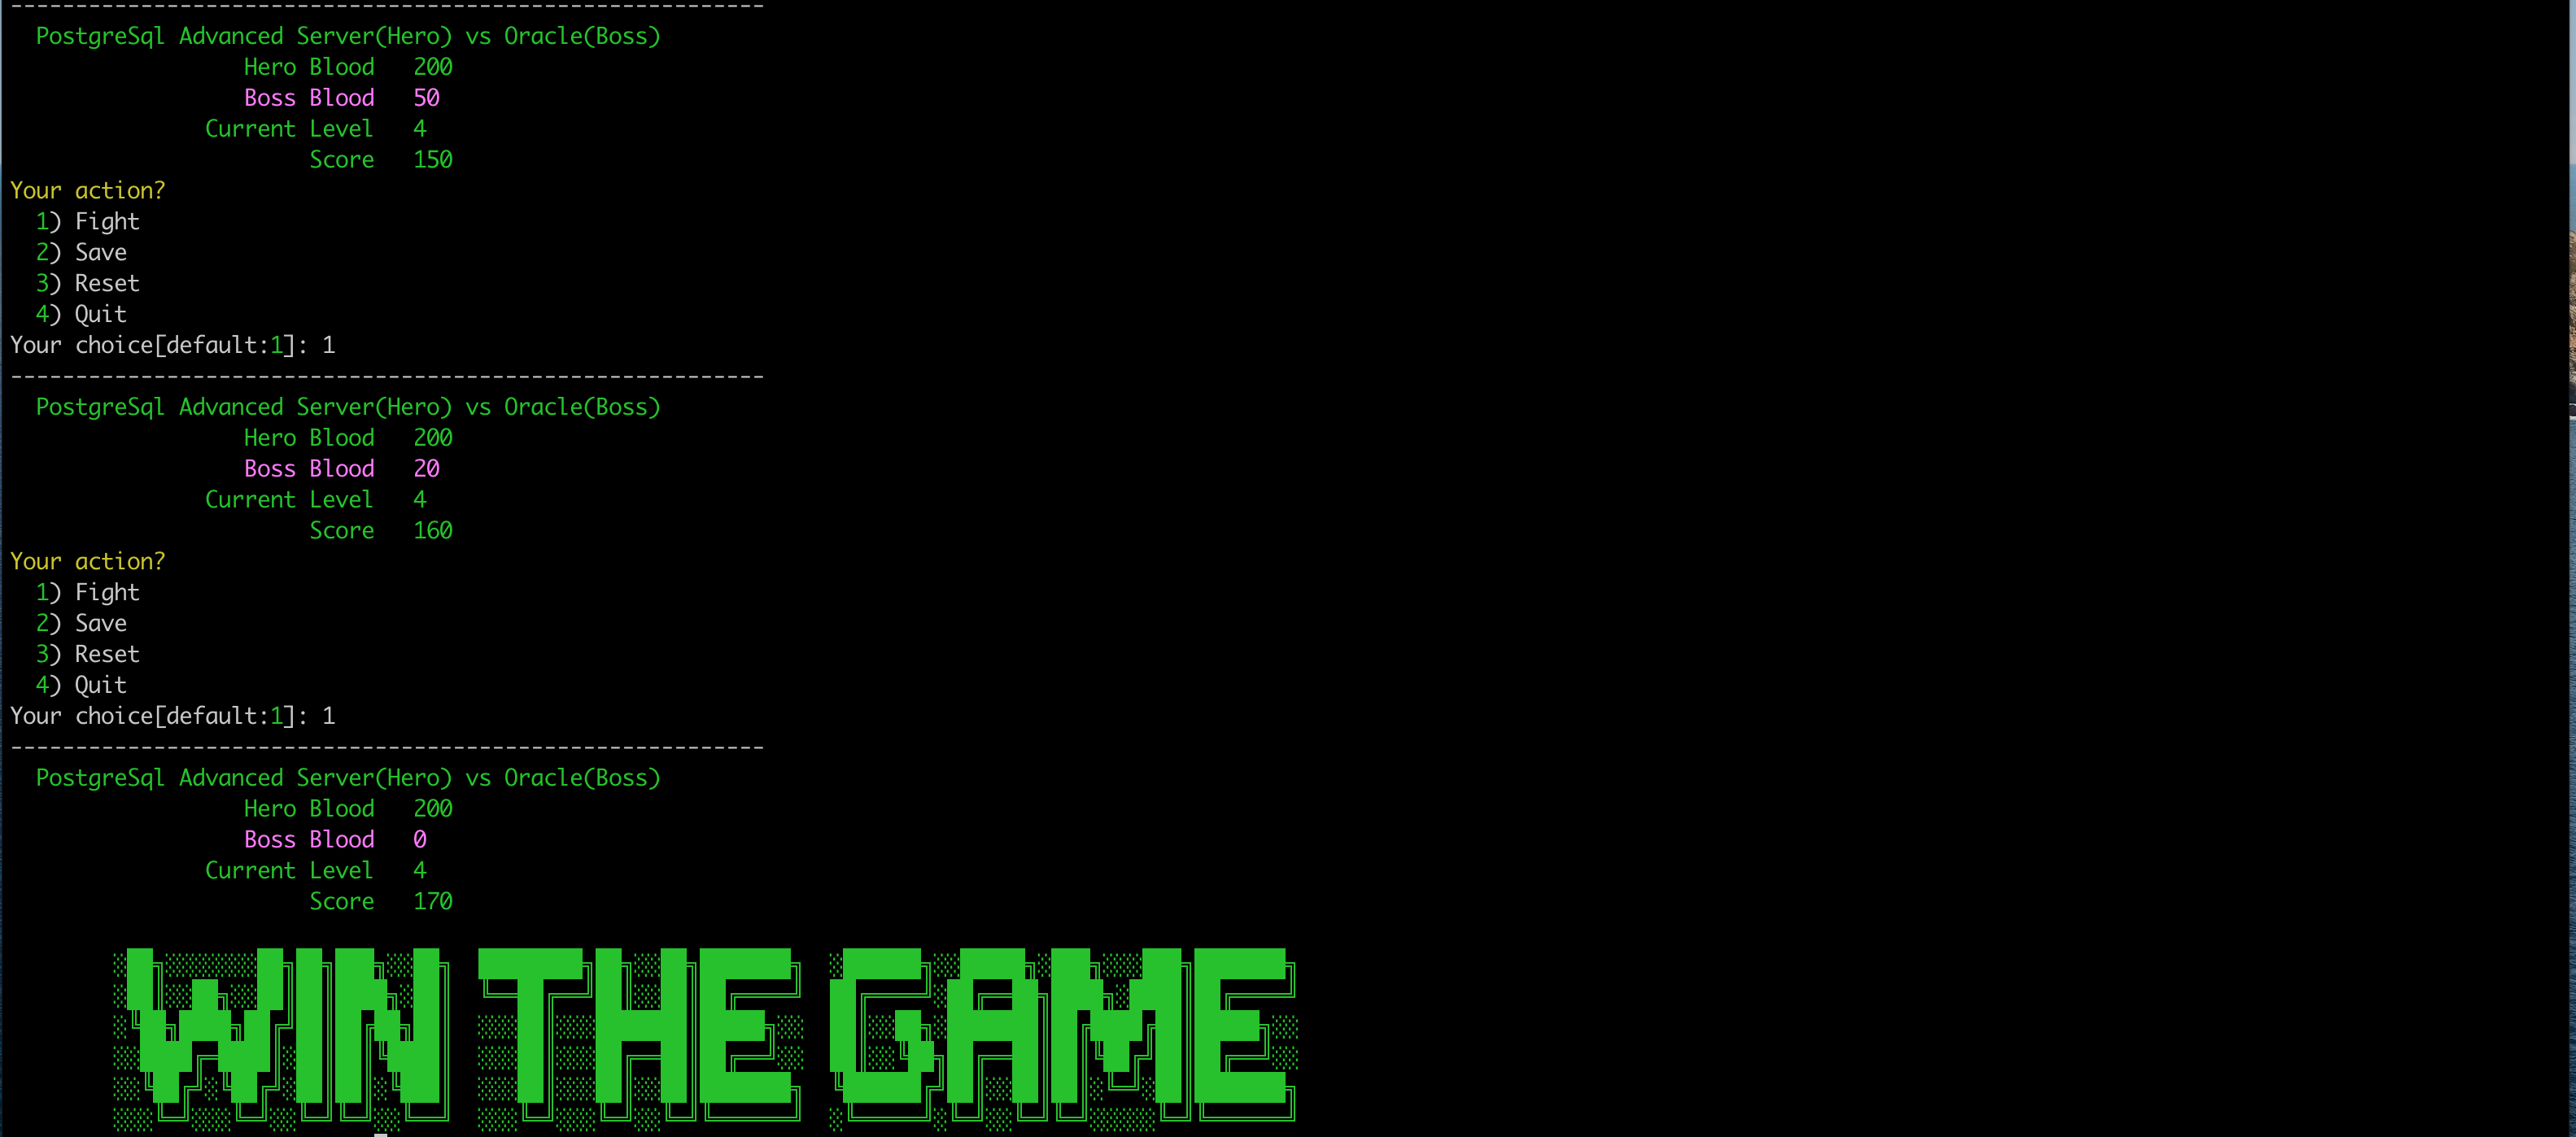 ------------------------------------------------------------
PostgreSql Advanced Server(Hero) vs Oracle(Boss)
Hero Blood 200
Boss Blood 50
Current Level 4
Score 150
Your action?
1) Fight
2) Save
3) Reset
4) Quit
Your choice[default:1]: 1
------------------------------------------------------------
PostgreSql Advanced Server(Hero) vs Oracle(Boss)
Hero Blood 200
Boss Blood 20
Current Level 4
Score 160
Your action?
1) Fight
2) Save
3) Reset
4) Quit
Your choice[default:1]: 1
------------------------------------------------------------
PostgreSql Advanced Server(Hero) vs Oracle(Boss)
Hero Blood 200
Boss Blood 0
Current Level 4
Score 170
WIN THE GAME